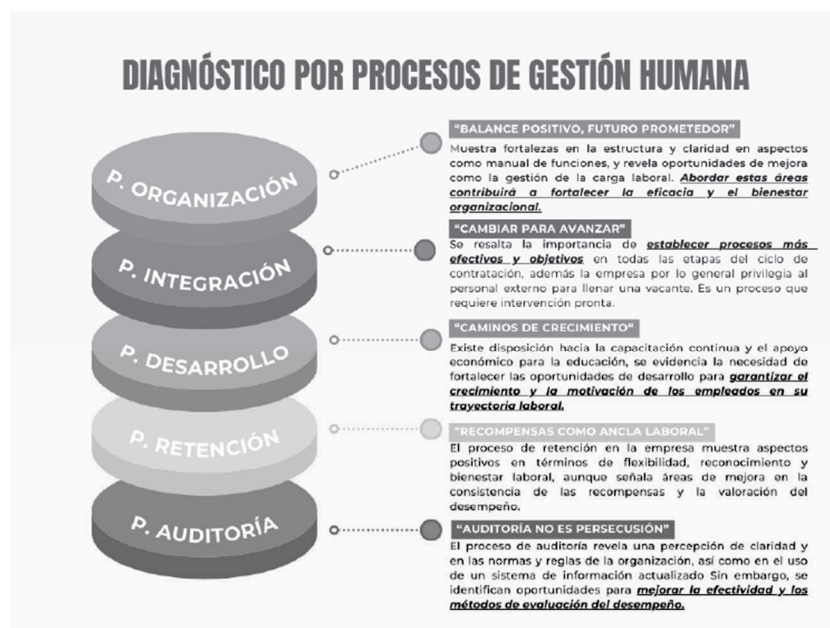 DIAGNÓSTICO POR PROCESOS DE GESTIÓN HUMANA
P. ORGANIZACIÓN
"BALANCE POSITIVO, FUTURO PROMETEDOR"
Muestra fortalezas en la estructura y claridad en aspectos
como manual de funciones, y revela oportunidades de mejora
como la gestión de la carga laboral. Abordar estas áreas
contribuirá a fortalecer la eficacia y el bienestar
organizacional.
P. INTEGRACIÓN
"CAMBIAR PARA AVANZAR"
Se resalta la importancia de establecer procesos más
efectivos y objetivos en todas las etapas del ciclo de
contratación, además la empresa por lo general privilegia al
personal externo para llenar una vacante. Es un proceso que
requiere intervención pronta.
P. DESARROLLO
"CAMINOS DE CRECIMIENTO"
Existe disposición hacia la capacitación continua y el apoyo
económico para la educación, se evidencia la necesidad de
fortalecer las oportunidades de desarrollo para garantizar el
crecimiento y la motivación de los empleados en su
trayectoria laboral.
P. RETENCIÓN
"RECOMPENSAS COMO ANCLA LABORAL"
El proceso de retención en la empresa muestra aspectos
positivos en términos de flexibilidad, reconocimiento y
bienestar laboral, aunque señala áreas de mejora en la
consistencia de las recompensas y la valoración del
desempeño.
P. AUDITORÍA
"AUDITORÍA NO ES PERSECUSIÓN"
El proceso de auditoría revela una percepción de claridad y
en las normas y reglas de la organización, así como en el uso
de un sistema de información actualizado Sin embargo, se
identifican oportunidades para mejorar la efectividad y los
métodos de evaluación del desempeño.